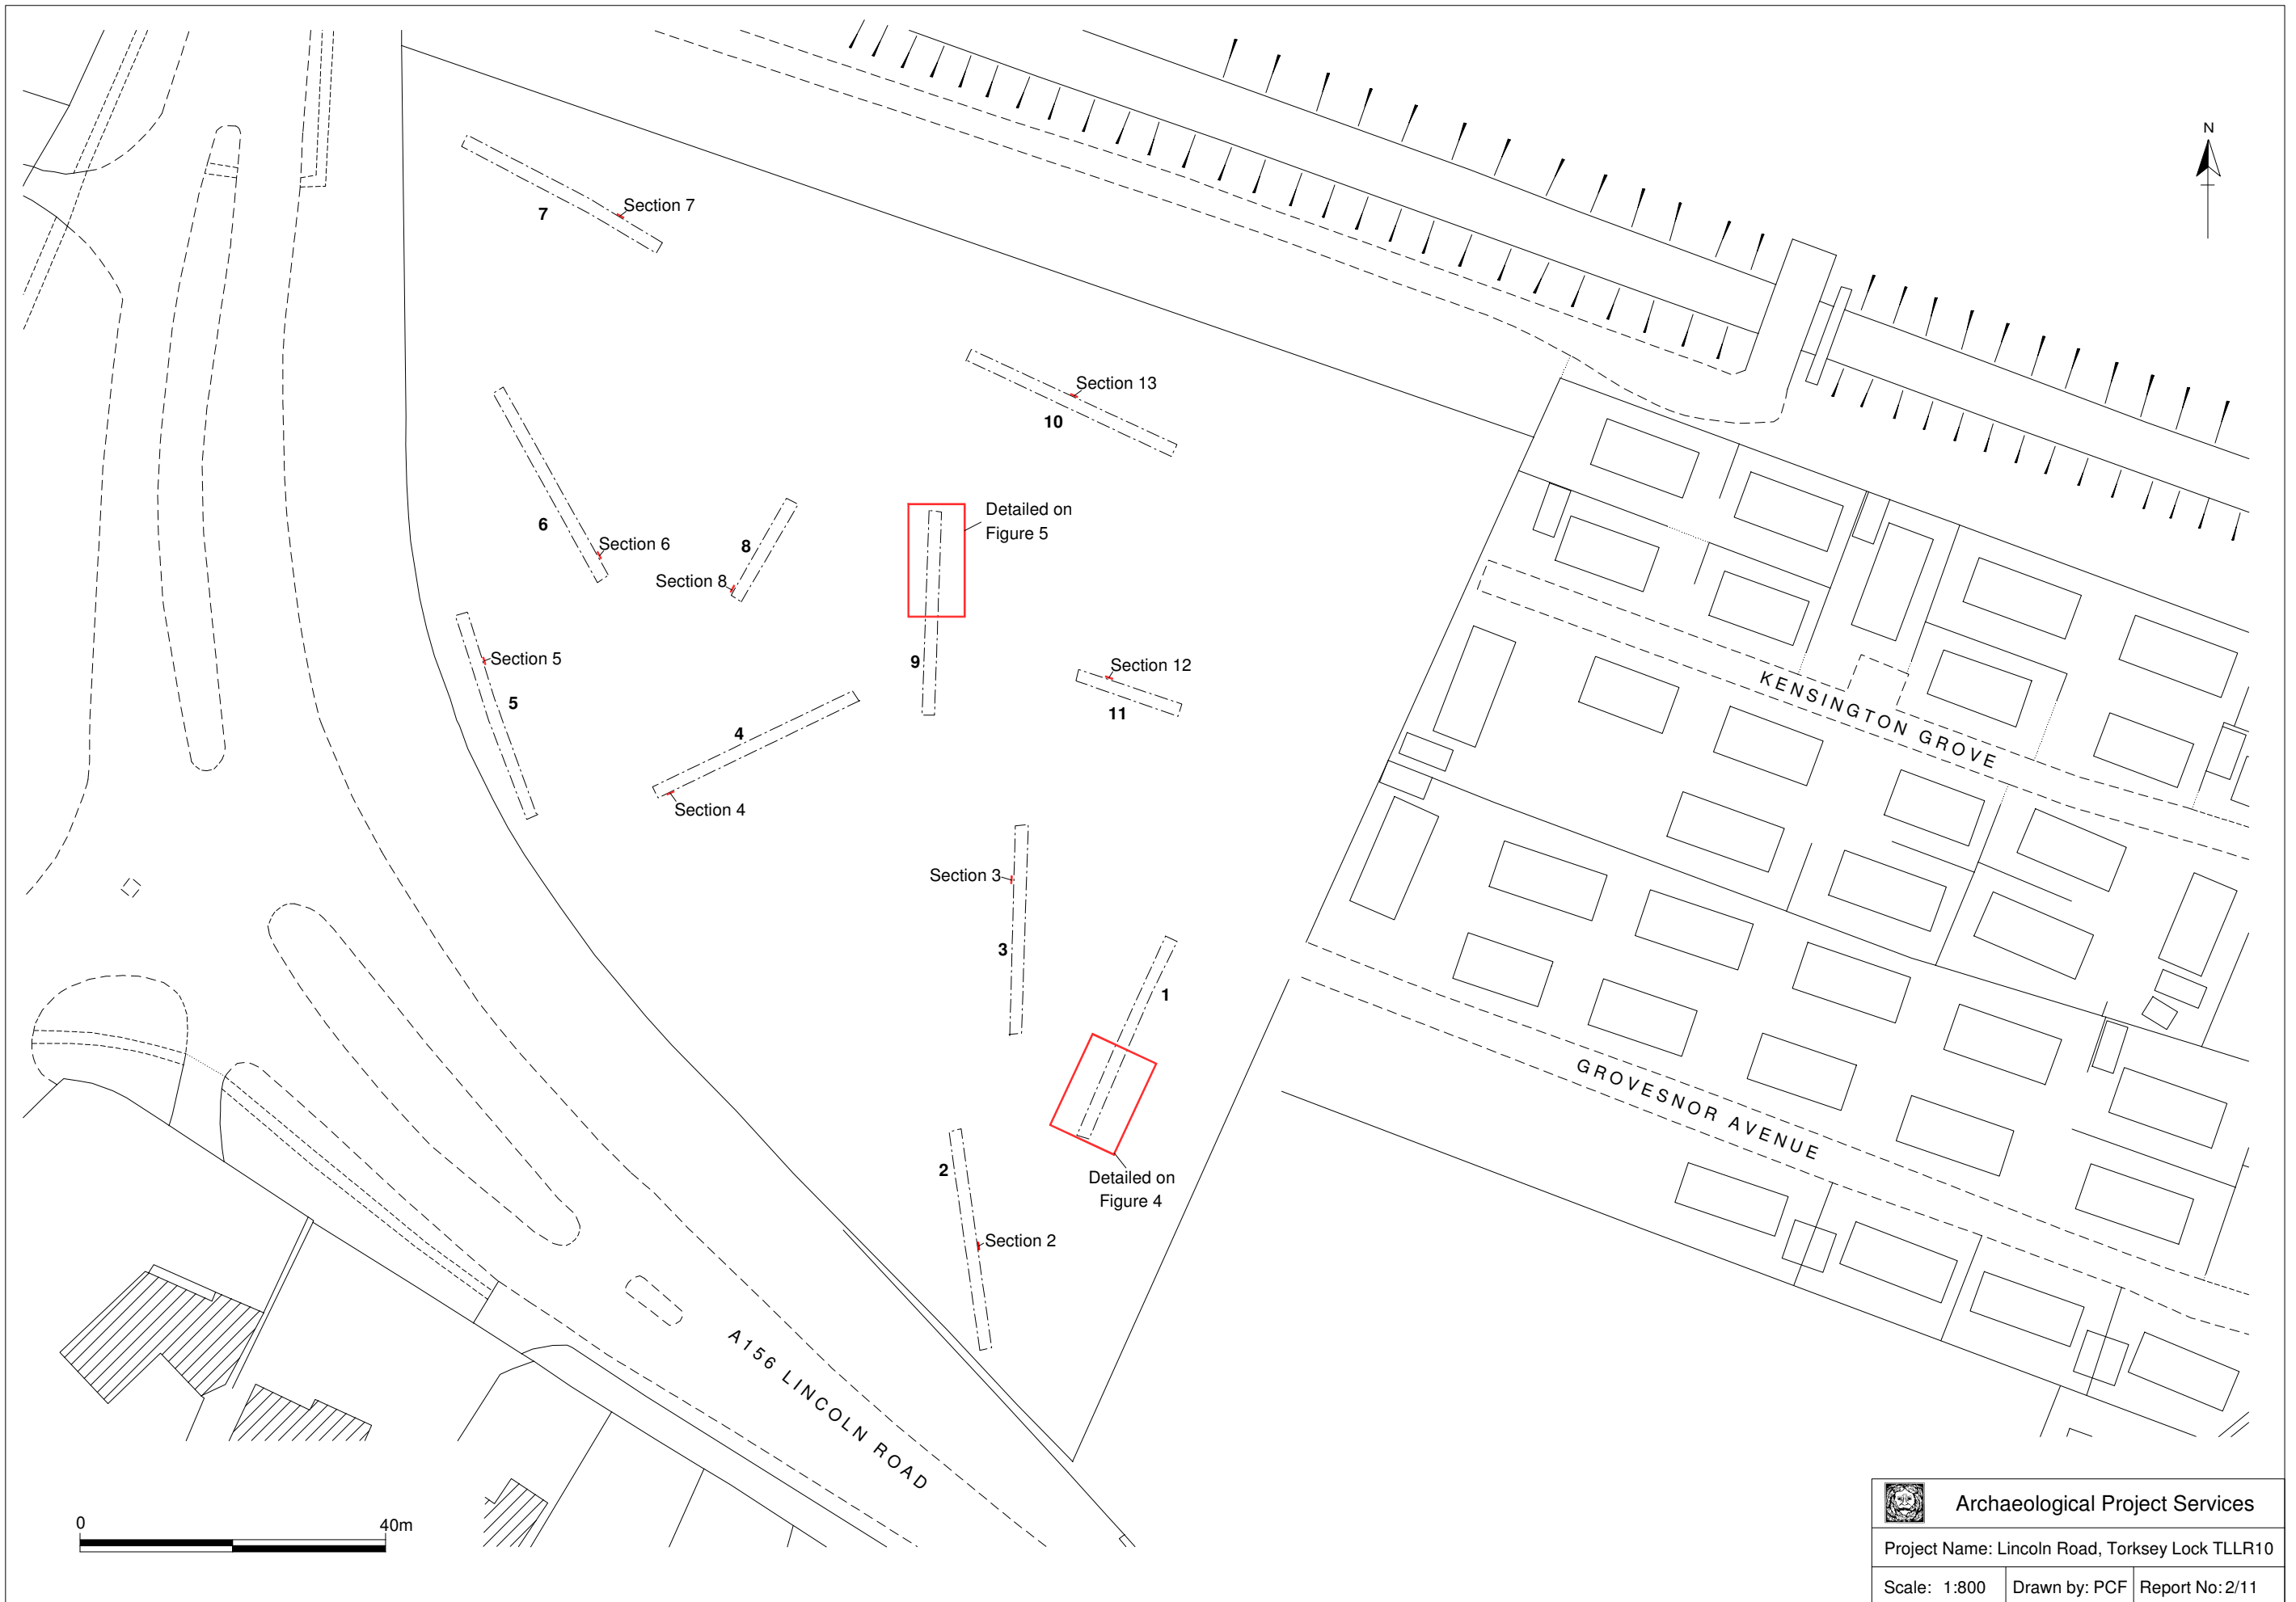 N
Section 7
7
Section 13
10
Detailed on
Figure 5
6
Section 6
8
Section 8
Section 5
5
9
Section 12
11
4
Section 4
KENSINGTON GROVE
Section 3
3
1
GROVESNOR AVENUE
Detailed on
Figure 4
2
Section 2
A156 LINCOLN ROAD
0 40m
Archaeological Project Services
Project Name: Lincoln Road, Torksey Lock TLLR10
Scale: 1:800 Drawn by: PCF Report No: 2/11